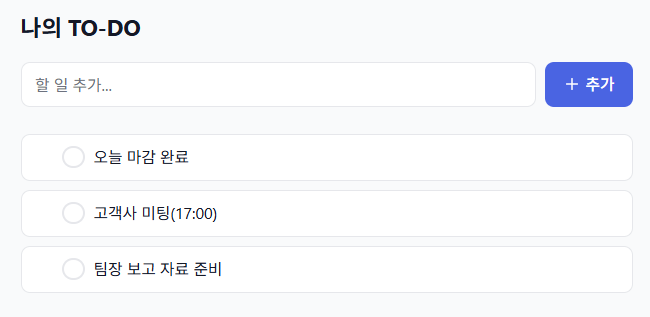 나의 TO-DO
할 일 추가...
+ 추가
오늘 마감 완료
고객사 미팅(17:00)
팀장 보고 자료 준비